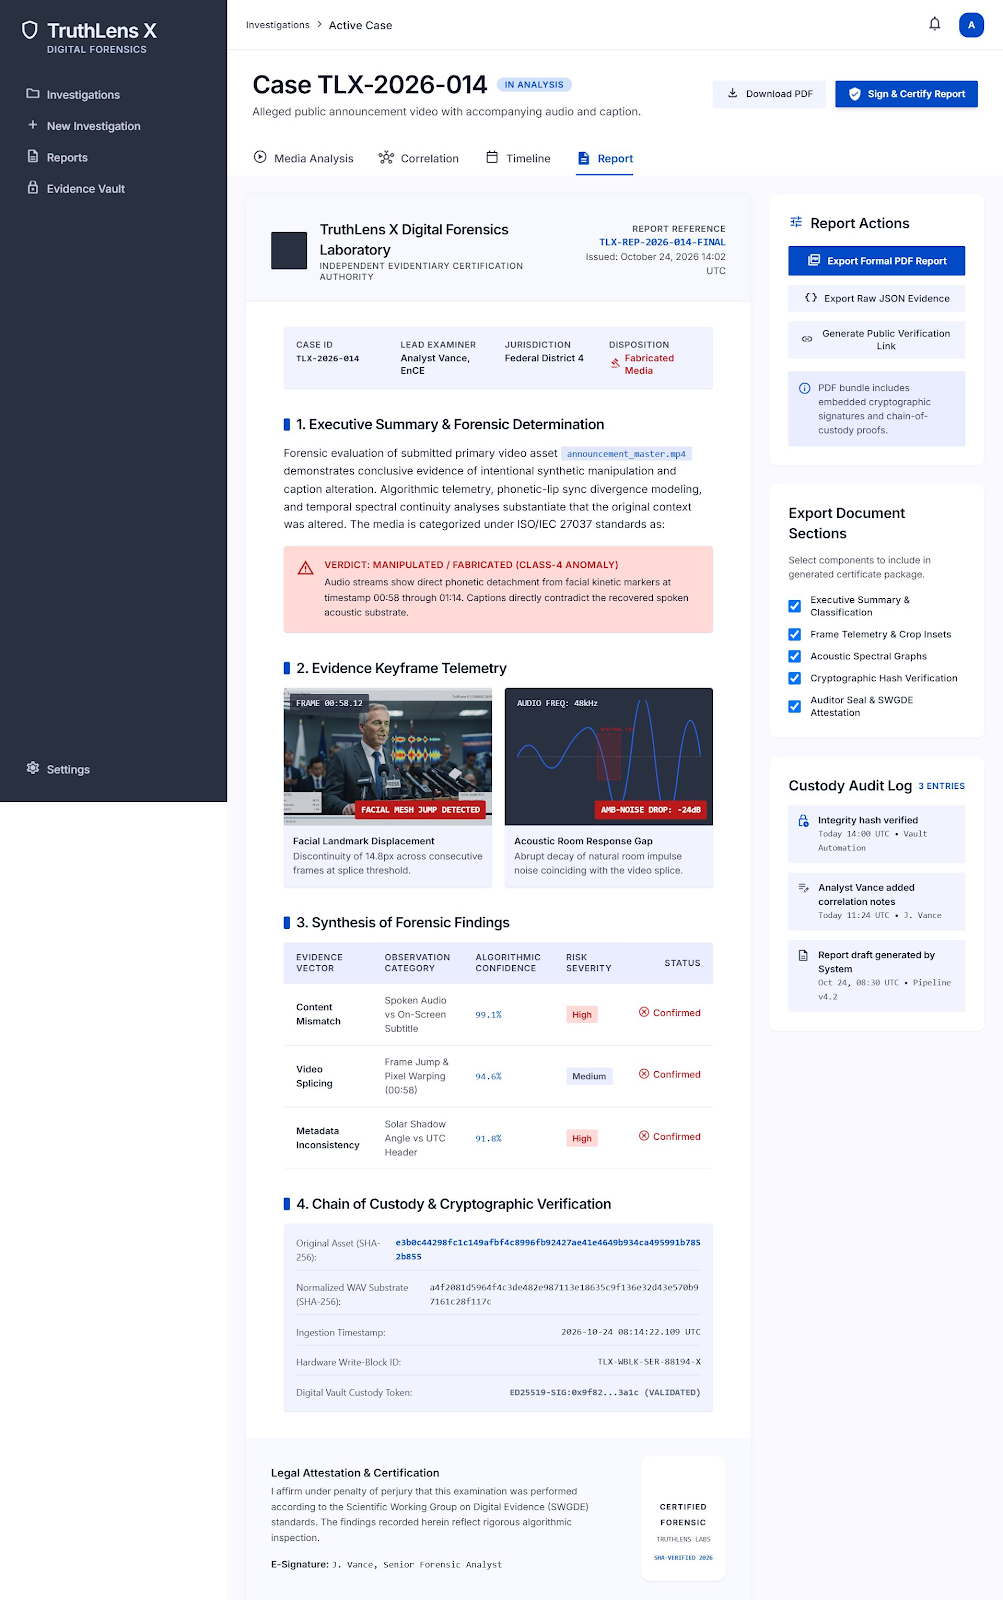 TruthLens X
DIGITAL FORENSICS
Investigations
New Investigation
Reports
Evidence Vault
Settings
Investigations > Active Case
A
Case TLX-2026-014 IN ANALYSIS
Alleged public announcement video with accompanying audio and caption.
Download PDF
Sign & Certify Report
Media Analysis
Correlation
Timeline
Report
TruthLens X Digital Forensics
Laboratory
INDEPENDENT EVIDENTIARY CERTIFICATION
AUTHORITY
REPORT REFERENCE
TLX-REP-2026-014-FINAL
Issued: October 24, 2026 14:02
UTC
CASE ID
TLX-2026-014
LEAD EXAMINER
Analyst Vance,
EnCE
JURISDICTION
Federal District 4
DISPOSITION
Fabricated
Media
1. Executive Summary & Forensic Determination
Forensic evaluation of submitted primary video asset announcement_master.mp4
demonstrates conclusive evidence of intentional synthetic manipulation and
caption alteration. Algorithmic telemetry, phonetic-lip sync divergence modeling,
and temporal spectral continuity analyses substantiate that the original context
was altered. The media is categorized under ISO/IEC 27037 standards as:
VERDICT: MANIPULATED / FABRICATED (CLASS-4 ANOMALY)
Audio streams show direct phonetic detachment from facial kinetic markers at
timestamp 00:58 through 01:14. Captions directly contradict the recovered spoken
acoustic substrate.
2. Evidence Keyframe Telemetry
FRAME 00:58.12
FACIAL MESH JUMP DETECTED
Facial Landmark Displacement
Discontinuity of 14.8px across consecutive
frames at splice threshold.
AUDIO FREQ: 48kHz
AMB-NOISE DROP: -24dB
Acoustic Room Response Gap
Abrupt decay of natural room impulse
noise coinciding with the video splice.
3. Synthesis of Forensic Findings
EVIDENCE
VECTOR
OBSERVATION
CATEGORY
ALGORITHMIC
CONFIDENCE
RISK
SEVERITY
STATUS
Content
Mismatch
Spoken Audio
vs On-Screen
Subtitle
99.1%
High
Confirmed
Video
Splicing
Frame Jump &
Pixel Warping
(00:58)
94.6%
Medium
Confirmed
Metadata
Inconsistency
Solar Shadow
Angle vs UTC
Header
91.8%
High
Confirmed
4. Chain of Custody & Cryptographic Verification
Original Asset (SHA-
256):
e3b0c44298fc1c149afbf4c8996fb92427ae41e4649b934ca495991b785
2b855
Normalized WAV Substrate
(SHA-256):
a4f2081d5964f4c3de482e987113e18635c9f136e32d43e570b9
7161c28f117c
Ingestion Timestamp:
2026-10-24 08:14:22.109 UTC
Hardware Write-Block ID:
TLX-WBLK-SER-88194-X
Digital Vault Custody Token:
ED25519-SIG:0x9f82...3a1c (VALIDATED)
Legal Attestation & Certification
I affirm under penalty of perjury that this examination was performed
according to the Scientific Working Group on Digital Evidence (SWGDE)
standards. The findings recorded herein reflect rigorous algorithmic
inspection.
E-Signature: J. Vance, Senior Forensic Analyst
CERTIFIED
FORENSIC
TRUTHLENS LABS
SHA-VERIFIED 2026
Report Actions
Export Formal PDF Report
Export Raw JSON Evidence
Generate Public Verification
Link
PDF bundle includes
embedded cryptographic
signatures and chain-of-
custody proofs.
Export Document
Sections
Select components to include in
generated certificate package.
Executive Summary &
Classification
Frame Telemetry & Crop Insets
Acoustic Spectral Graphs
Cryptographic Hash Verification
Auditor Seal & SWGDE
Attestation
Custody Audit Log 3 ENTRIES
Integrity hash verified
Today 14:00 UTC • Vault
Automation
Analyst Vance added
correlation notes
Today 11:24 UTC • J. Vance
Report draft generated by
System
Oct 24, 08:30 UTC • Pipeline
v4.2